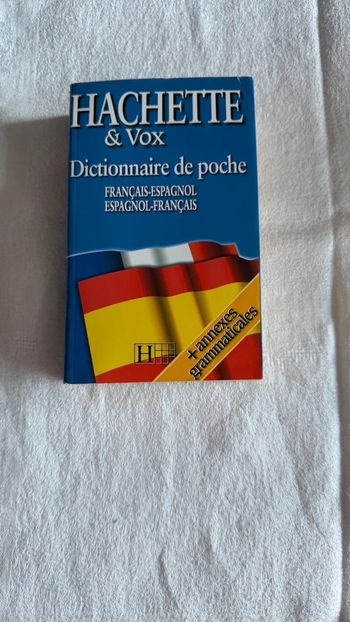 HACHETTE
& VOX
Dictionnaire de poche
FRANÇAIS-ESPAGNOL
ESPAGNOL-FRANÇAIS
+ annexes
grammaticales
H